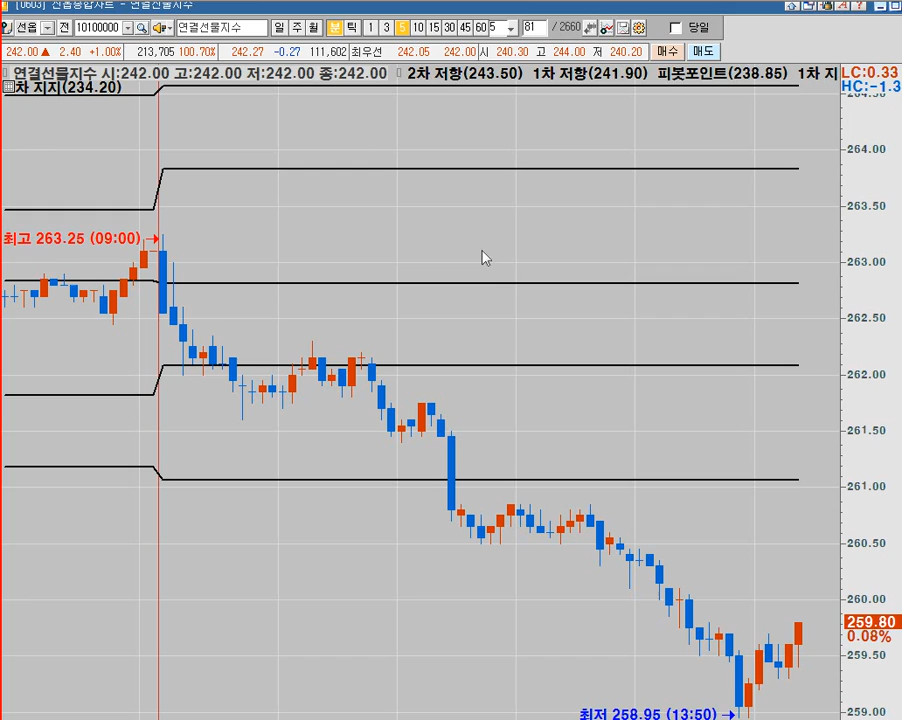 [0603] 선옵종합차트 - 연결선물지수
선옵 전 10100000 연결선물지수 일 주 월 분 틱 1 3 5 10 15 30 45 60 5 81 / 2660 당일
242.00 ▲ 2.40 +1.00% 213,705 100.70% 242.27 -0.27 111,602 최우선 242.05 242.00 시 240.30 고 244.00 저 240.20 매수 매도
연결선물지수 시:242.00 고:242.00 저:242.00 종:242.00 2차 저항(243.50) 1차 저항(241.90) 피봇포인트(238.85) 1차 지
차 지지(234.20)
LC:0.33
HC:-1.3
264.50
264.00
263.50
최고 263.25 (09:00)
263.00
262.50
262.00
261.50
261.00
260.50
260.00
259.80
0.08%
259.50
259.00
최저 258.95 (13:50)